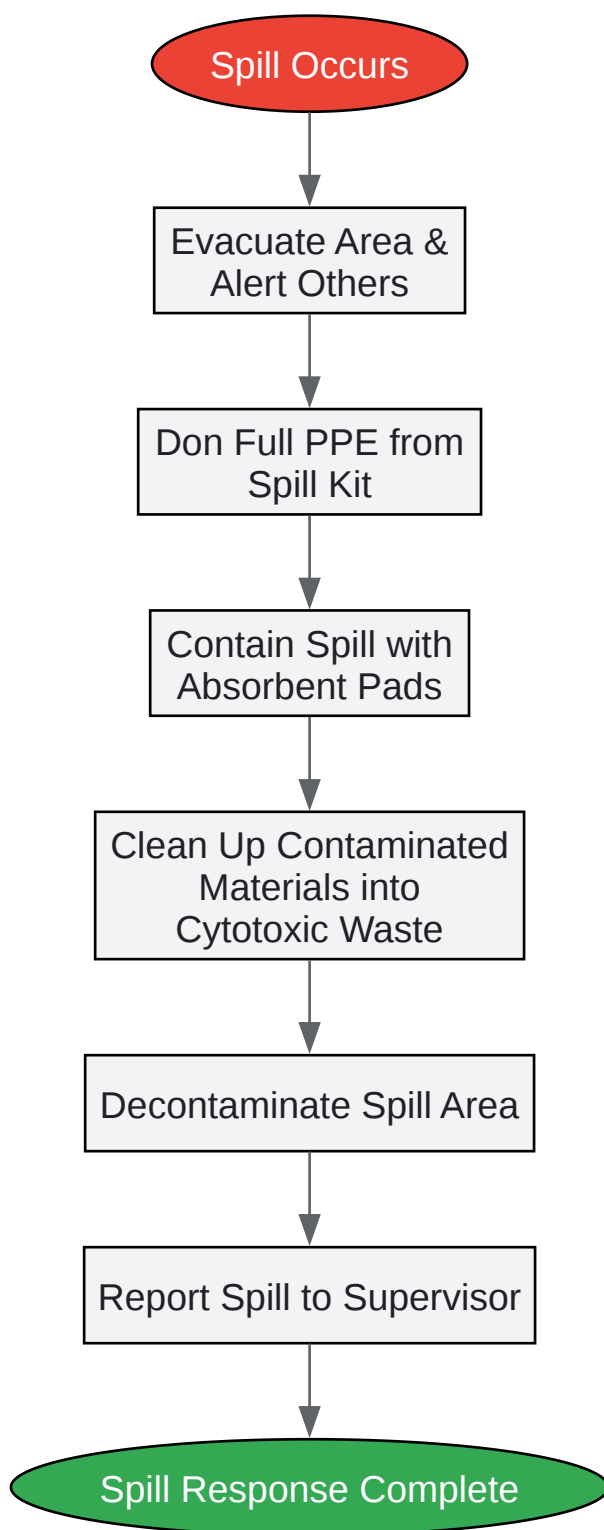 Spill Occurs
Evacuate Area &
Alert Others
Don Full PPE from
Spill Kit
Contain Spill with
Absorbent Pads
Clean Up Contaminated
Materials into
Cytotoxic Waste
Decontaminate Spill Area
Report Spill to Supervisor
Spill Response Complete